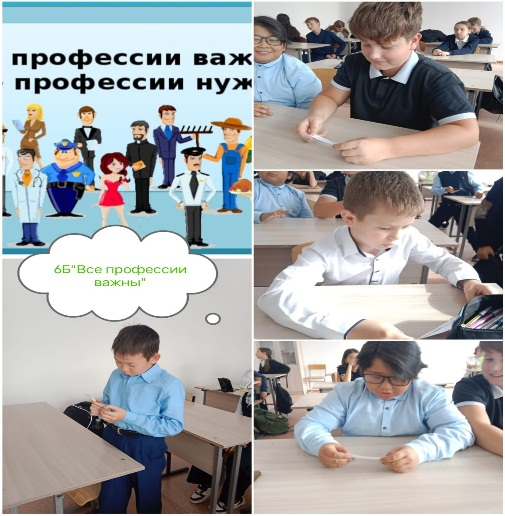 профессии важ
профессии нуж
6Б"Все профессии
важны"